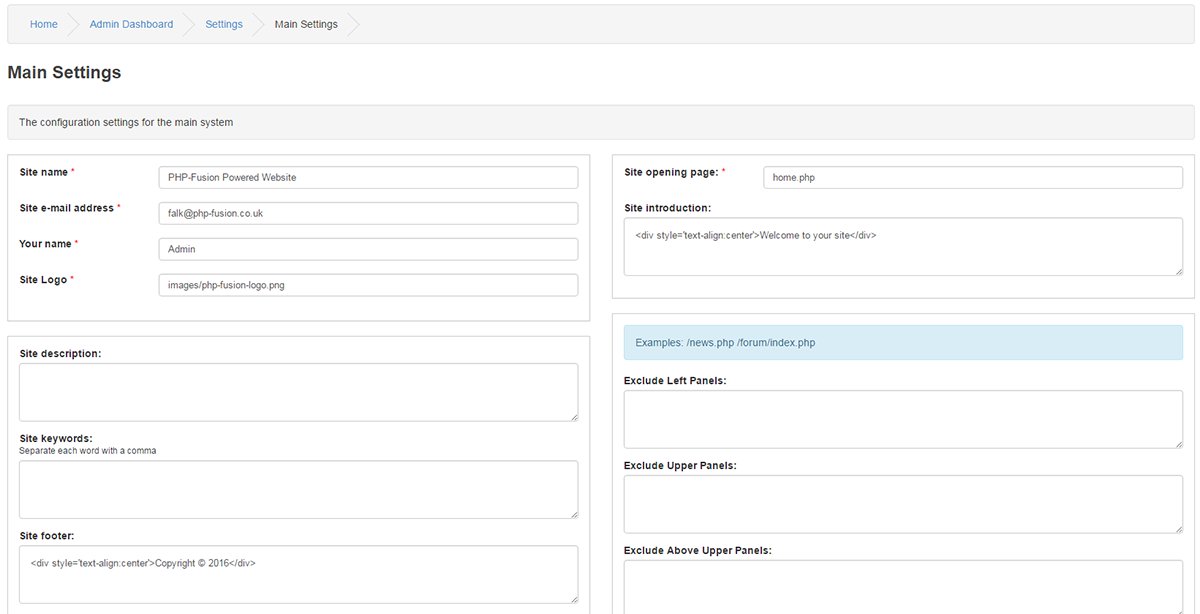 Home Admin Dashboard Settings Main Settings
Main Settings
The configuration settings for the main system
Site name *
PHP-Fusion Powered Website
Site e-mail address *
falk@php-fusion.co.uk
Your name *
Admin
Site Logo *
images/php-fusion-logo.png
Site description:
Site keywords:
Separate each word with a comma
Site footer:
<div style='text-align:center'>Copyright © 2016</div>
Site opening page: *
home.php
Site introduction:
<div style='text-align:center'>Welcome to your site</div>
Examples: /news.php /forum/index.php
Exclude Left Panels:
Exclude Upper Panels:
Exclude Above Upper Panels: